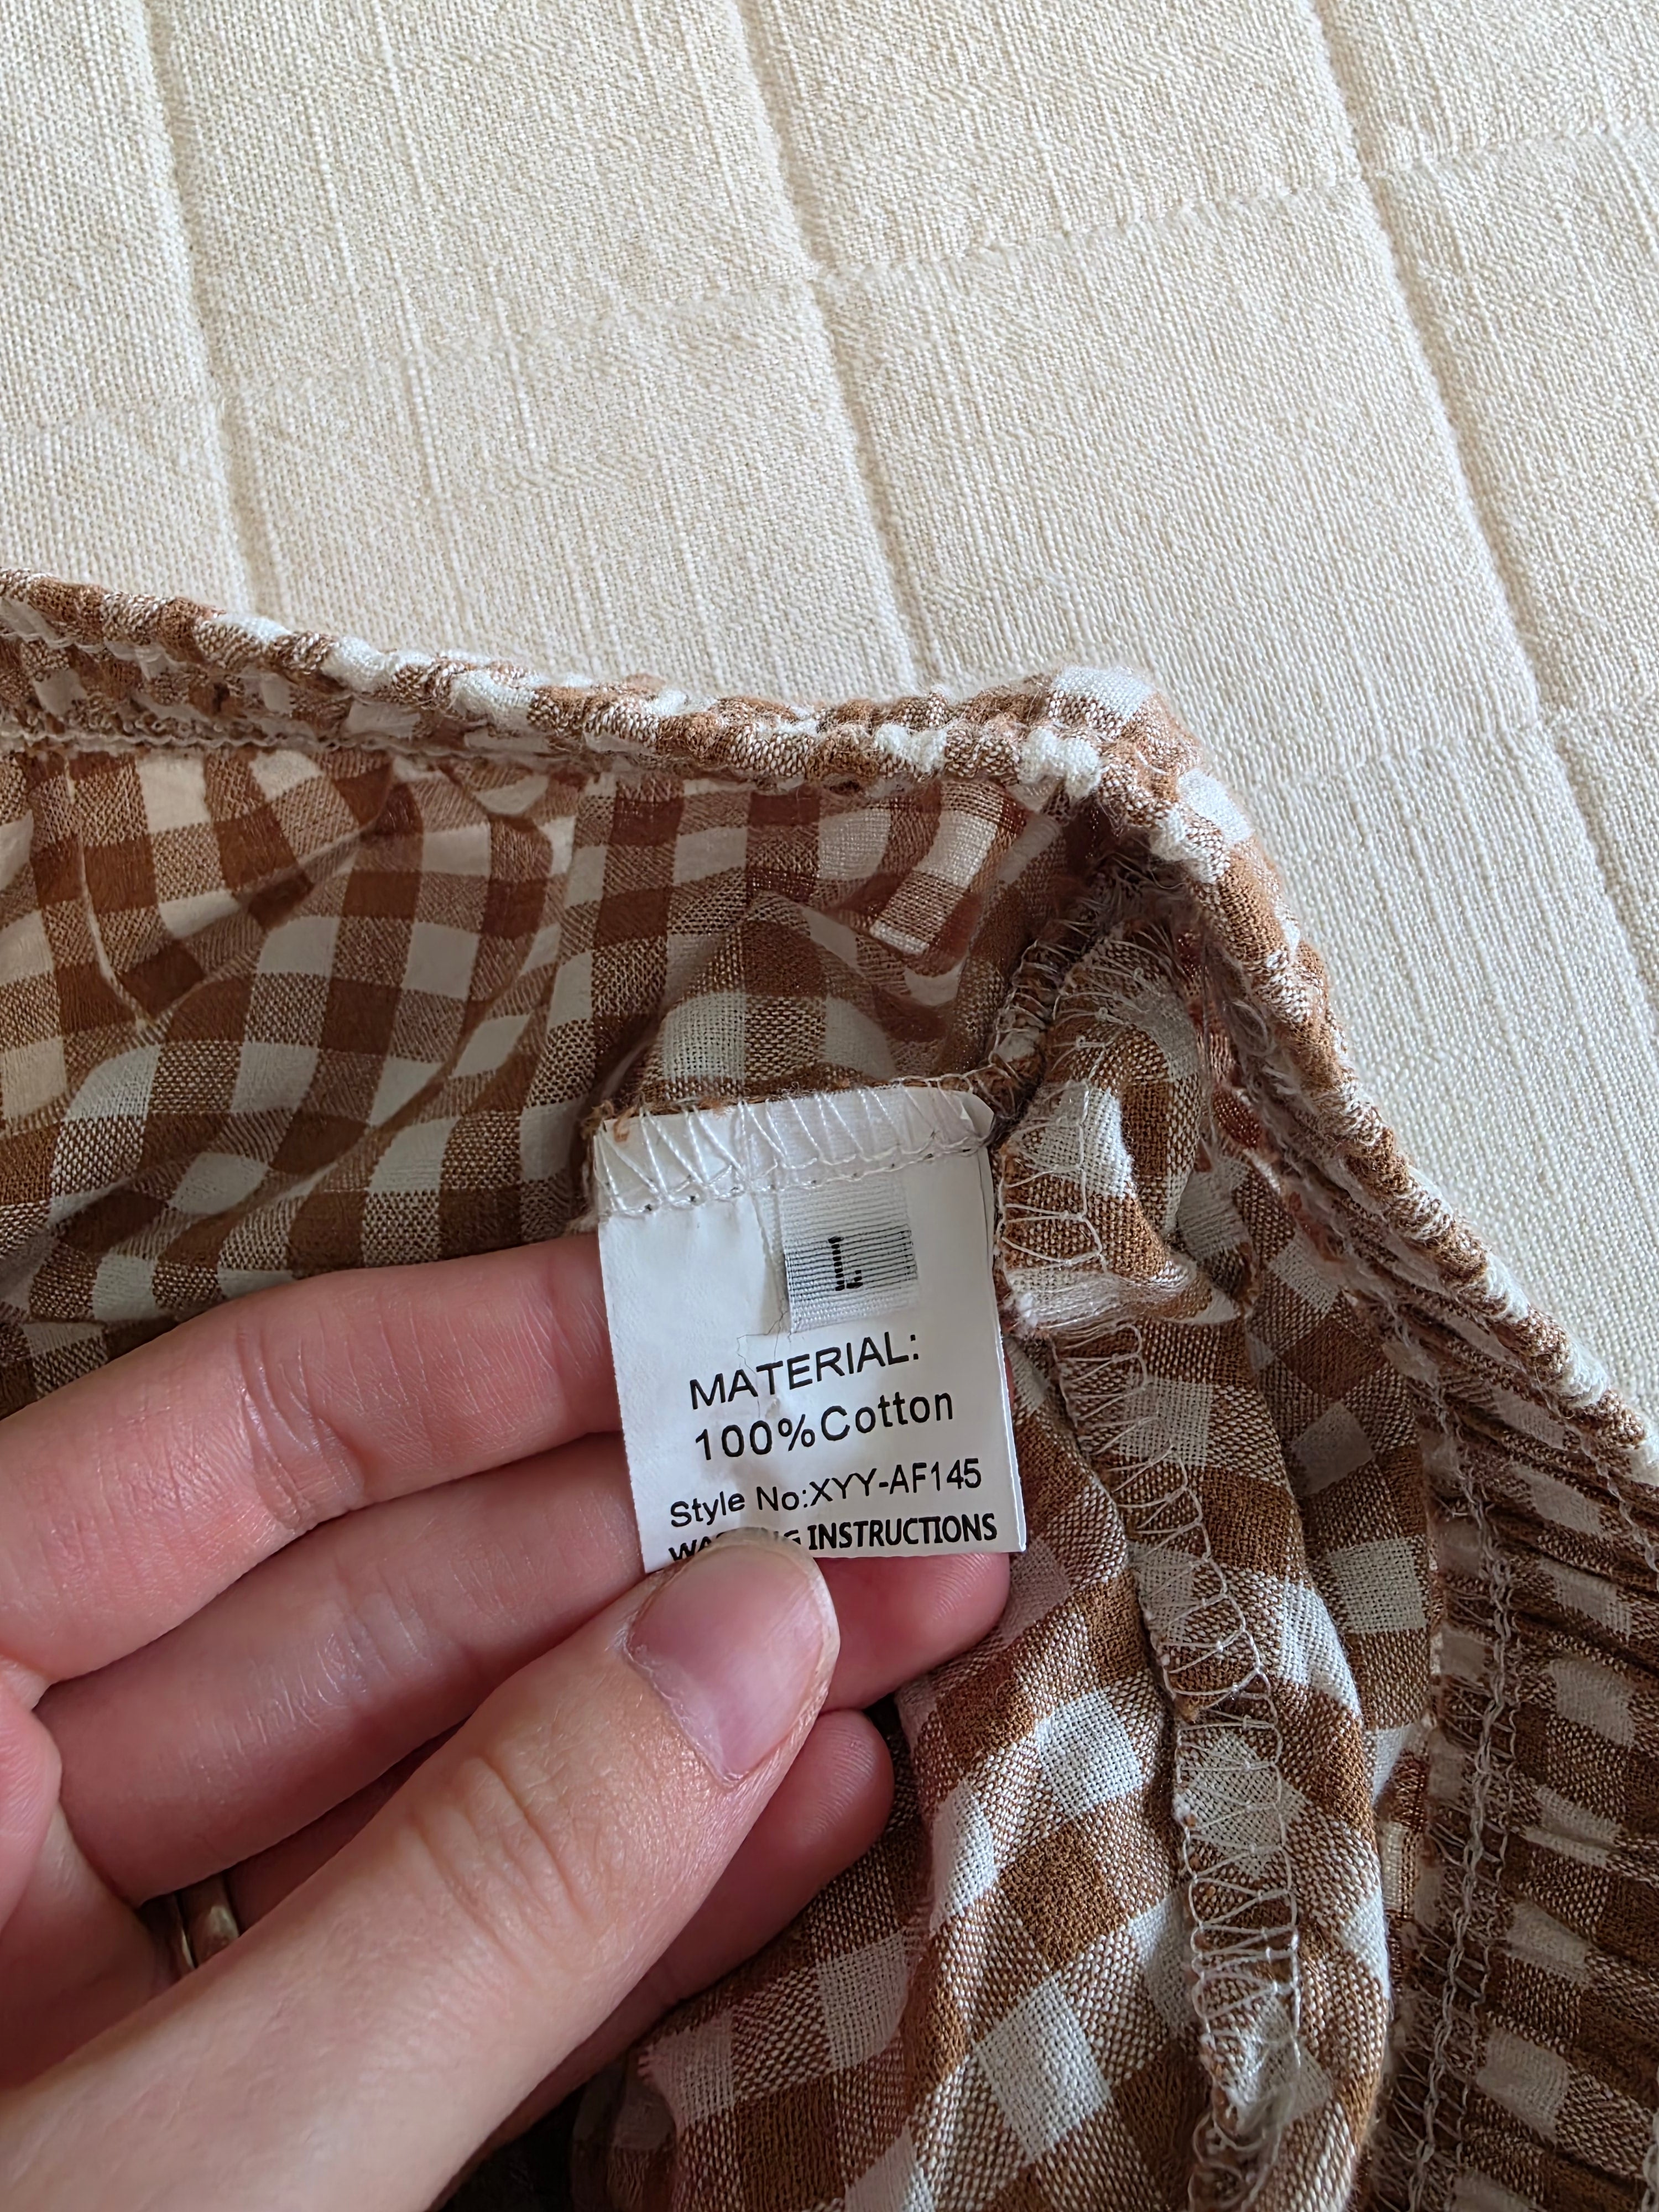 L
MATERIAL:
100%Cotton
Style No:XYY-AF145
INSTRUCTIONS